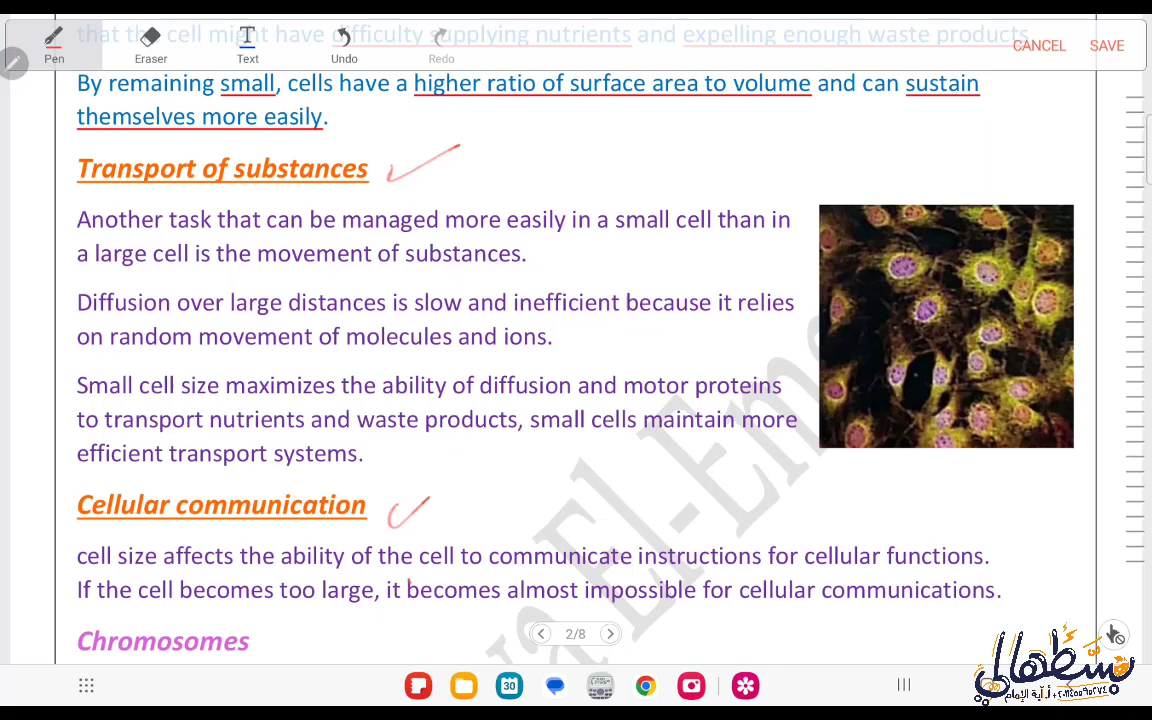 that the cell might have difficulty supplying nutrients and expelling enough waste products
Pen
Eraser
Text
Undo
Redo
CANCEL
SAVE
By remaining small, cells have a higher ratio of surface area to volume and can sustain
themselves more easily.
Transport of substances
Another task that can be managed more easily in a small cell than in
a large cell is the movement of substances.
Diffusion over large distances is slow and inefficient because it relies
on random movement of molecules and ions.
Small cell size maximizes the ability of diffusion and motor proteins
to transport nutrients and waste products, small cells maintain more
efficient transport systems.
Cellular communication
cell size affects the ability of the cell to communicate instructions for cellular functions.
If the cell becomes too large, it becomes almost impossible for cellular communications.
Chromosomes
2/8
30